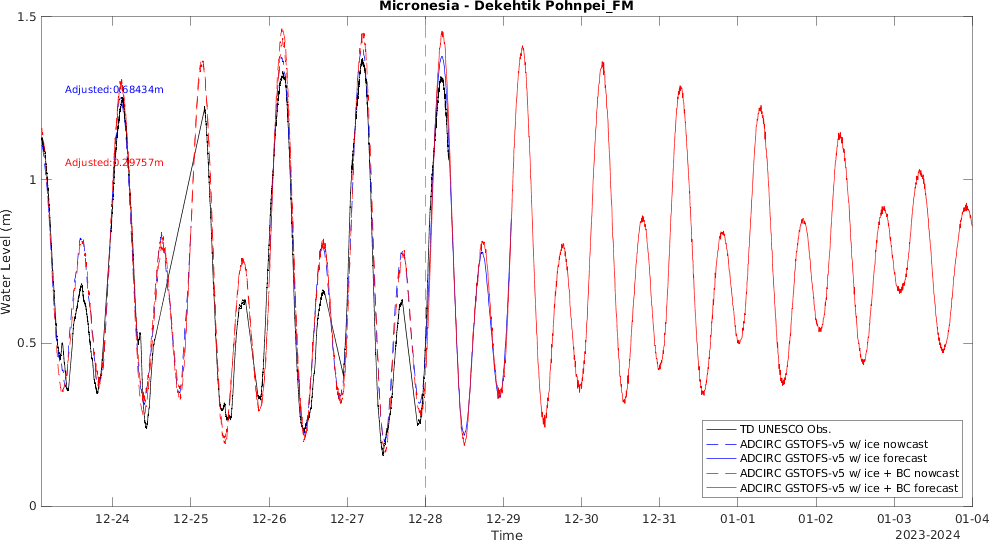 Micronesia - Dekehtik Pohnpei_FM
1.5
1
0.5
0
Water Level (m)
Adjusted:0.68434m
Adjusted:0.29757m
TD UNESCO Obs.
ADCIRC GSTOFS-v5 w/ ice nowcast
ADCIRC GSTOFS-v5 w/ ice forecast
ADCIRC GSTOFS-v5 w/ ice + BC nowcast
ADCIRC GSTOFS-v5 w/ ice + BC forecast
12-24 12-25 12-26 12-27 12-28 12-29 12-30 12-31 01-01 01-02 01-03 01-04
Time
2023-2024